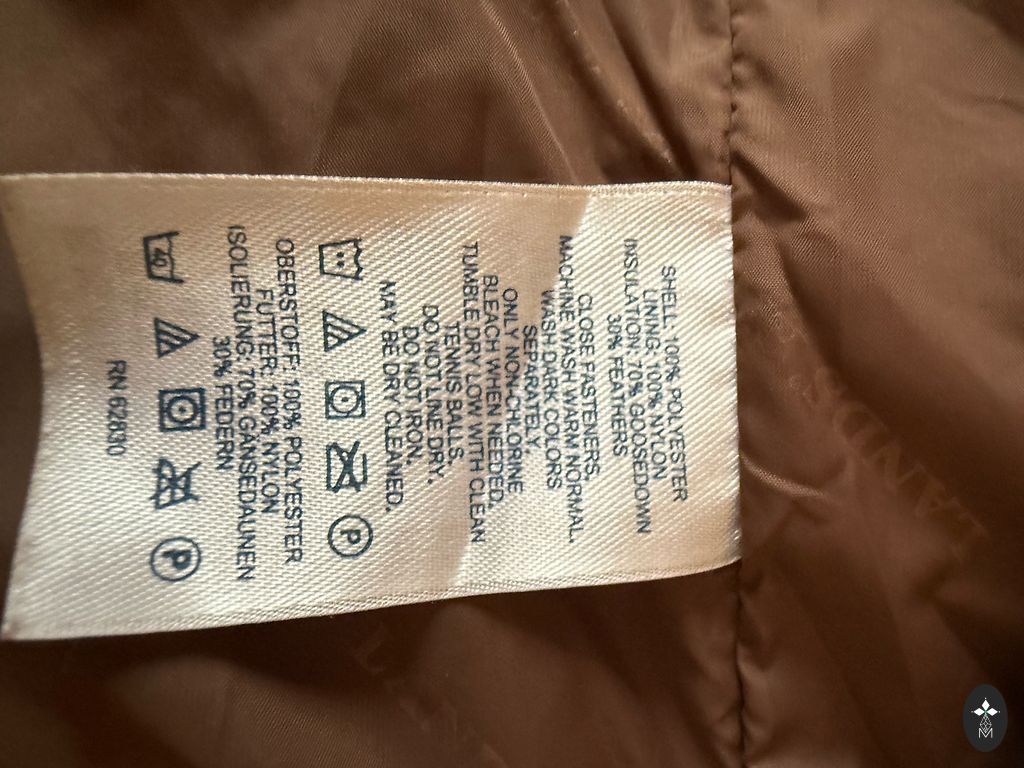 SHELL: 100% POLYESTER
LINING: 100% NYLON
INSULATION: 70% GOOSEDOWN
30% FEATHERS
CLOSE FASTENERS.
MACHINE WASH WARM NORMAL.
WASH DARK COLORS
SEPARATELY.
ONLY NON-CHLORINE
BLEACH WHEN NEEDED.
TUMBLE DRY LOW WITH CLEAN
TENNIS BALLS.
DO NOT LINE DRY.
DO NOT IRON.
MAY BE DRY CLEANED.
P
OBERSTOFF: 100% POLYESTER
FUTTER: 100% NYLON
ISOLIERUNG: 70% GÄNSEDAUNEN
30% FEDERN
40 P
RN 62830
LANDS'
M